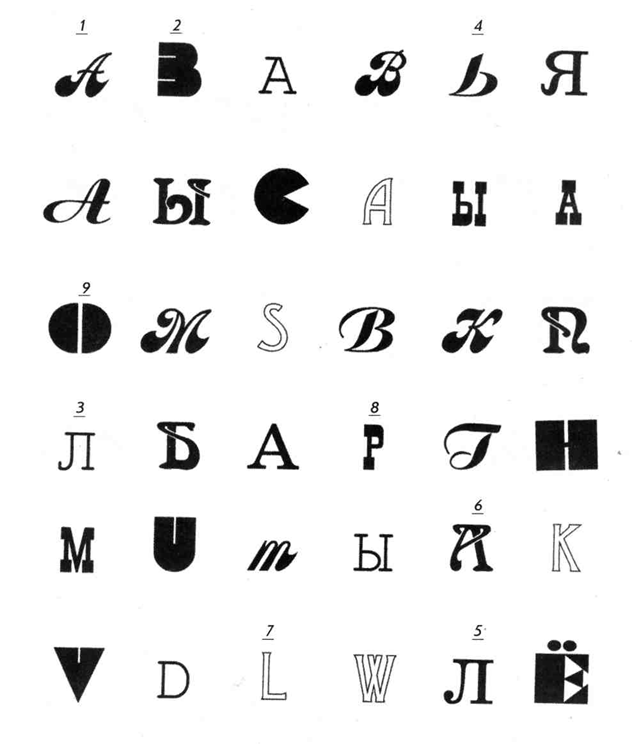 1 2 4
А З А В Ь Я
А Ы С А Ы А
9
Ф М S В К П
3 8
Л Б А Р Г Н
6
М U т Ы А К
7 5
V D L W Л Ё